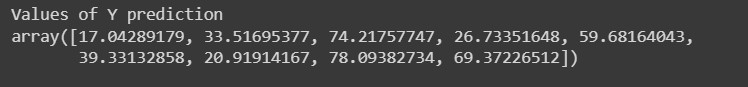 Values of Y prediction
array([17.04289179, 33.51695377, 74.21757747, 26.73351648, 59.68164043,
39.33132858, 20.91914167, 78.09382734, 69.37226512])